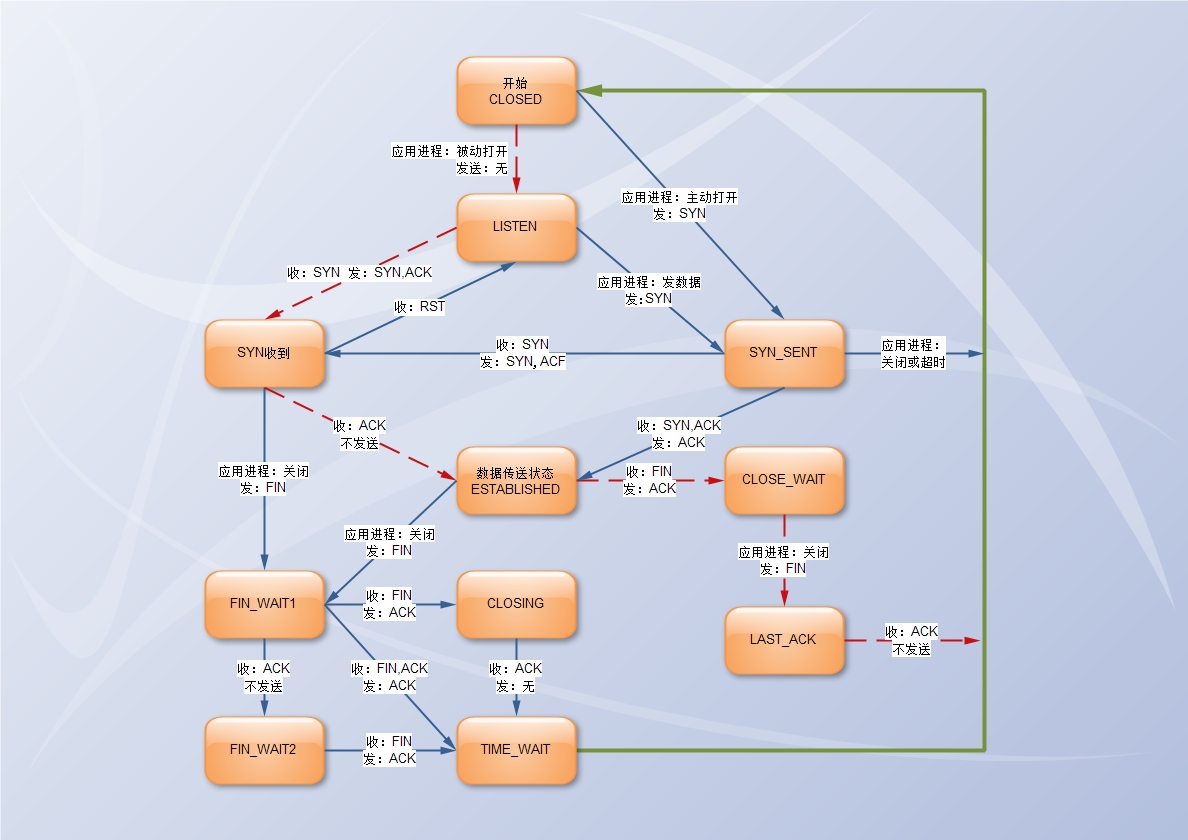 开始
CLOSED
应用进程：被动打开
发送：无
应用进程：主动打开
发：SYN
LISTEN
收：SYN 发：SYN,ACK
应用进程：发数据
发:SYN
收：RST
SYN收到
收：SYN
发：SYN, ACF
SYN_SENT
应用进程：
关闭或超时
收：ACK
不发送
收：SYN,ACK
发：ACK
应用进程：关闭
发：FIN
数据传送状态
ESTABLISHED
收：FIN
发：ACK
CLOSE_WAIT
应用进程：关闭
发：FIN
应用进程：关闭
发：FIN
FIN_WAIT1
收：FIN
发：ACK
CLOSING
LAST_ACK
收：ACK
不发送
收：ACK
不发送
收：FIN,ACK
发：ACK
收：ACK
发：无
FIN_WAIT2
收：FIN
发：ACK
TIME_WAIT